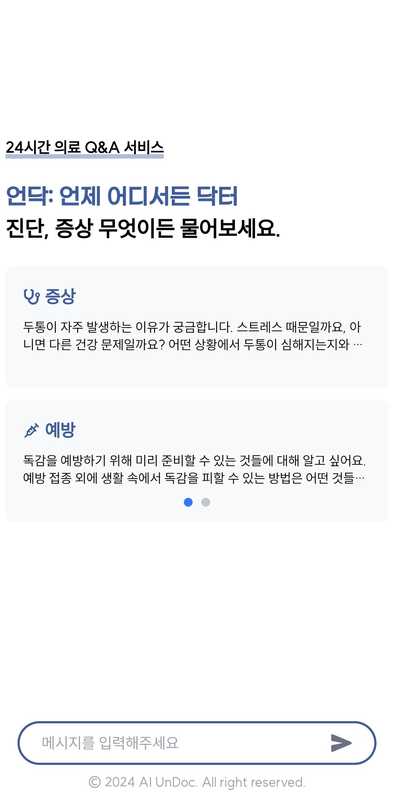 24시간 의료 Q&A 서비스
언닥: 언제 어디서든 닥터
진단, 증상 무엇이든 물어보세요.
증상
두통이 자주 발생하는 이유가 궁금합니다. 스트레스 때문일까요, 아
니면 다른 건강 문제일까요? 어떤 상황에서 두통이 심해지는지와 ...
예방
독감을 예방하기 위해 미리 준비할 수 있는 것들에 대해 알고 싶어요.
예방 접종 외에 생활 속에서 독감을 피할 수 있는 방법은 어떤 것들...
메시지를 입력해주세요
© 2024 AI UnDoc. All right reserved.